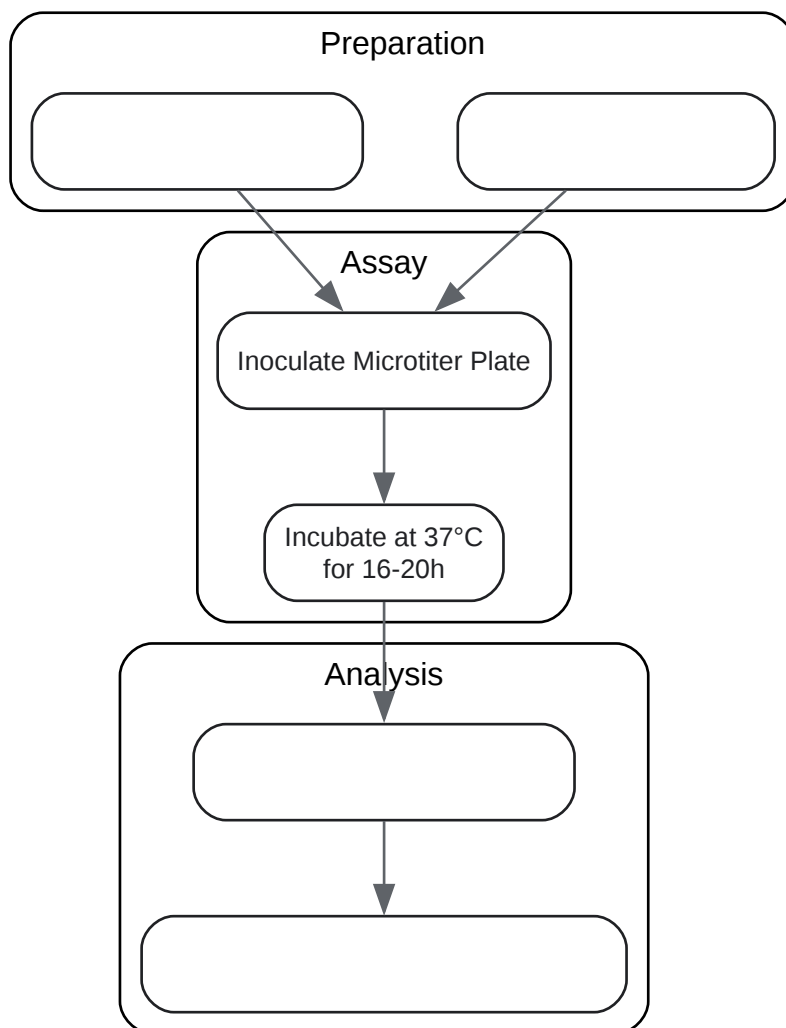 Preparation
Assay
Inoculate Microtiter Plate
Incubate at 37°C
for 16-20h
Analysis